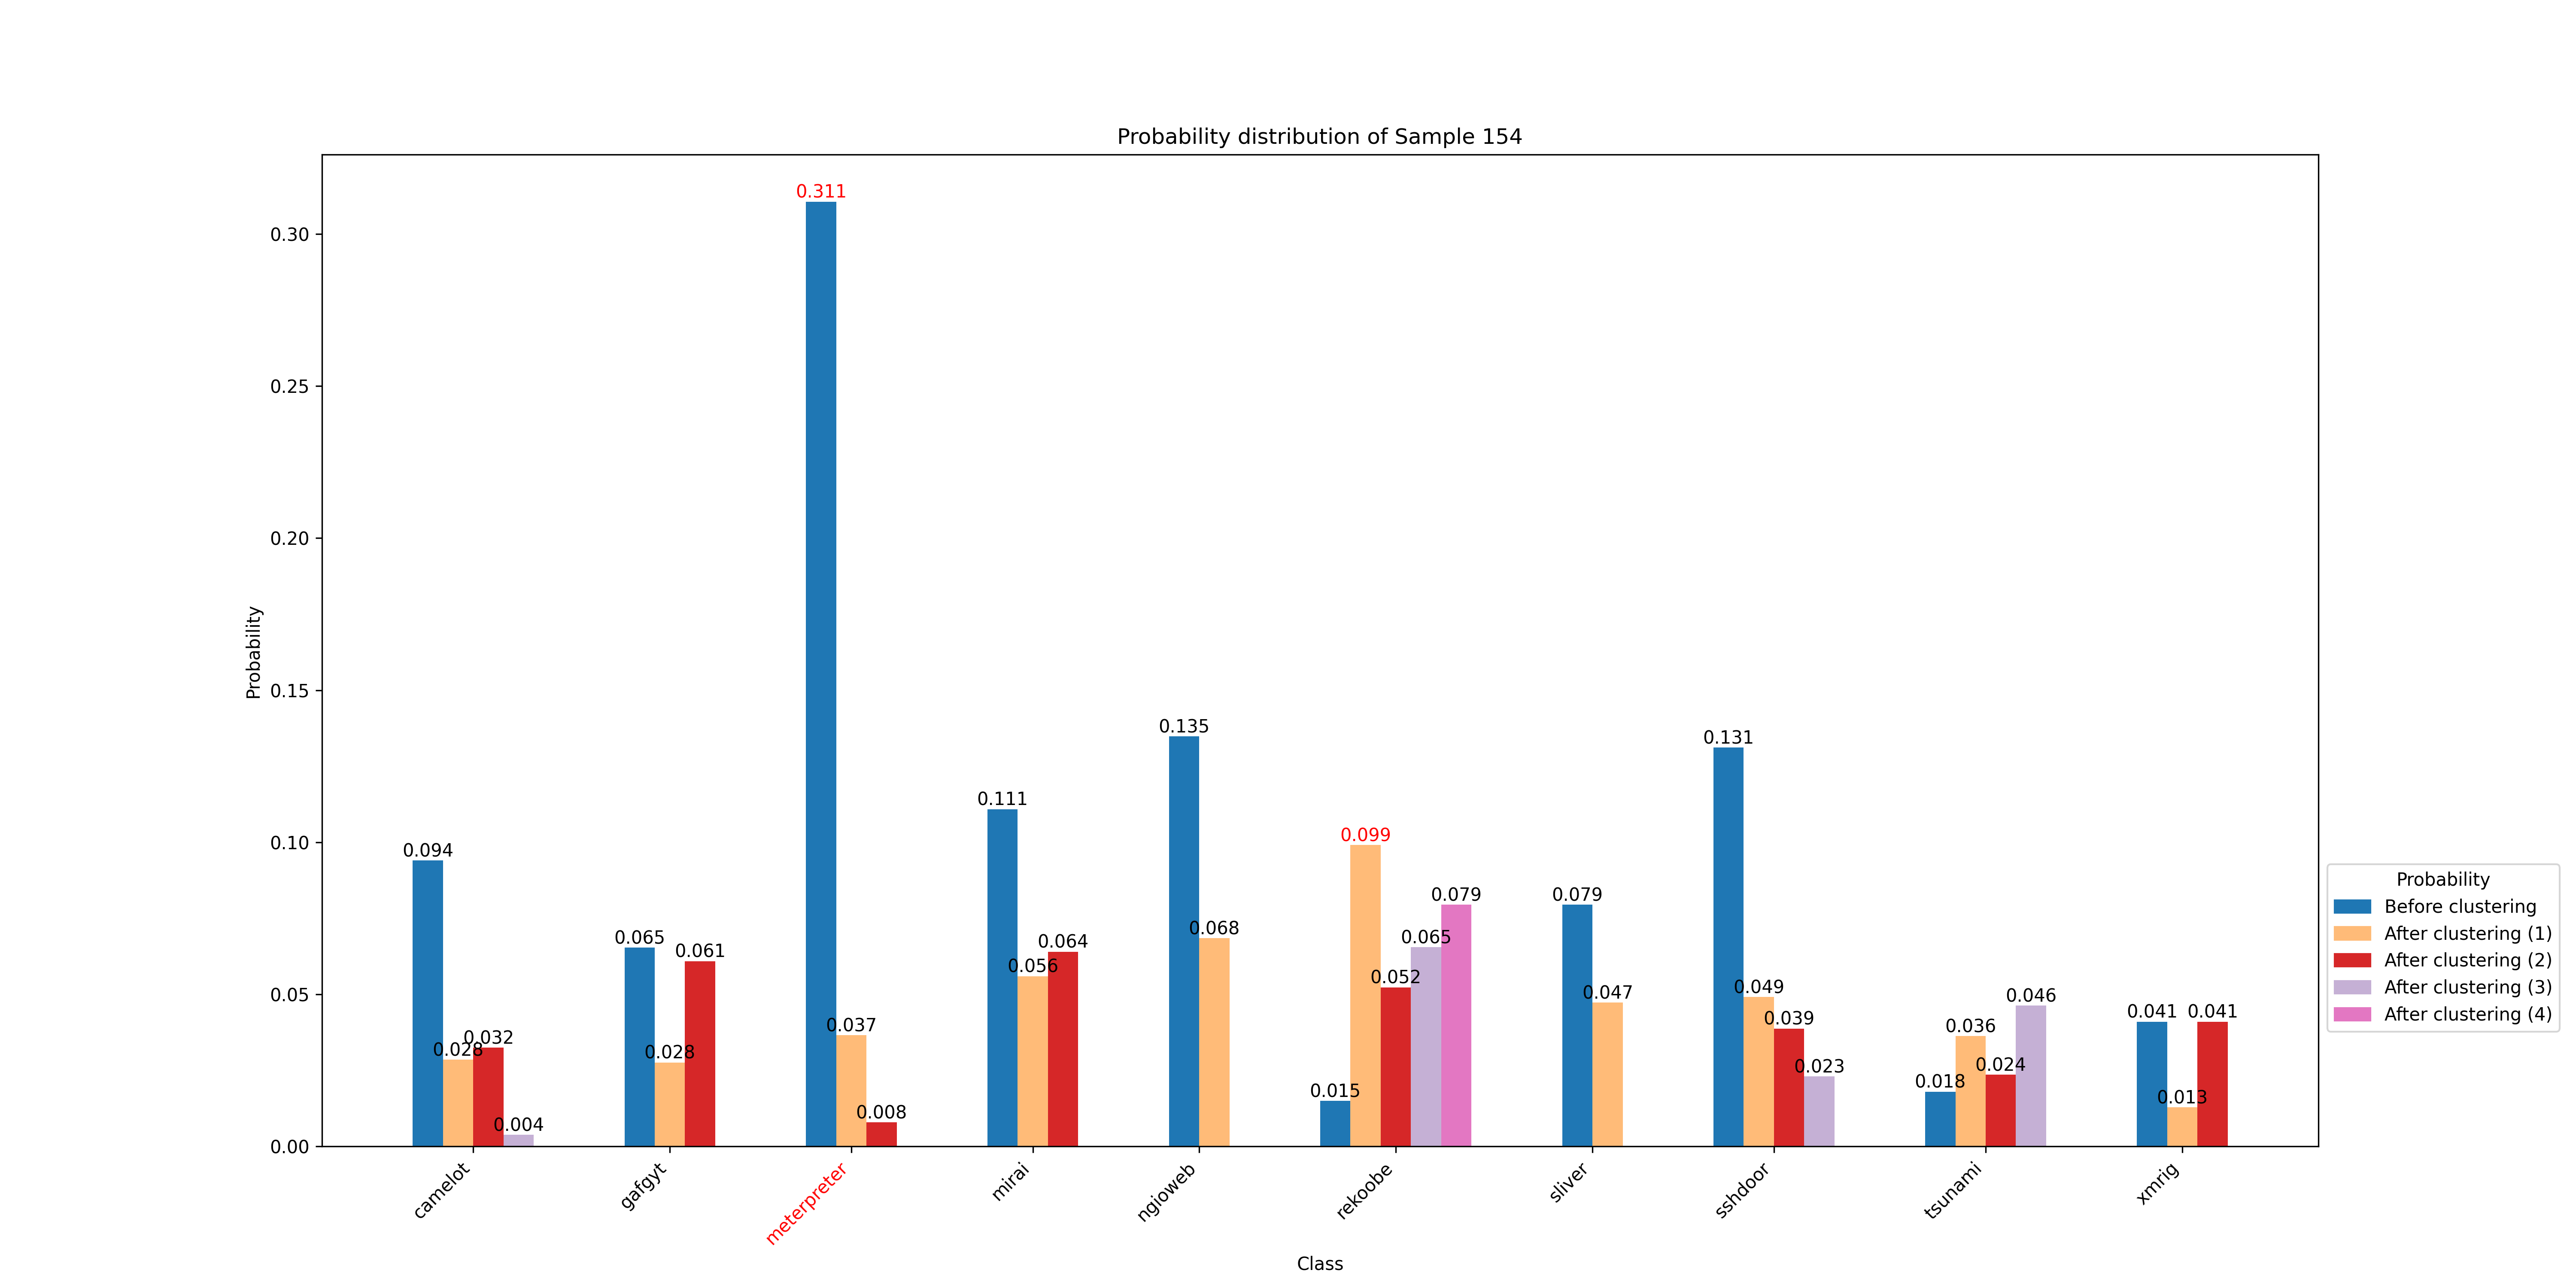 Probability distribution of Sample 154
Probability
0.30
0.25
0.20
0.15
0.10
0.05
0.00
0.094
0.028
0.032
0.004
0.065
0.028
0.061
0.311
0.037
0.008
0.111
0.056
0.064
0.135
0.068
0.015
0.099
0.052
0.065
0.079
0.079
0.047
0.131
0.049
0.039
0.023
0.018
0.036
0.024
0.046
0.041
0.013
0.041
camelot
gafgyt
meterpreter
mirai
ngioweb
rekoobe
sliver
sshdoor
tsunami
xmrig
Class
Probability
Before clustering
After clustering (1)
After clustering (2)
After clustering (3)
After clustering (4)